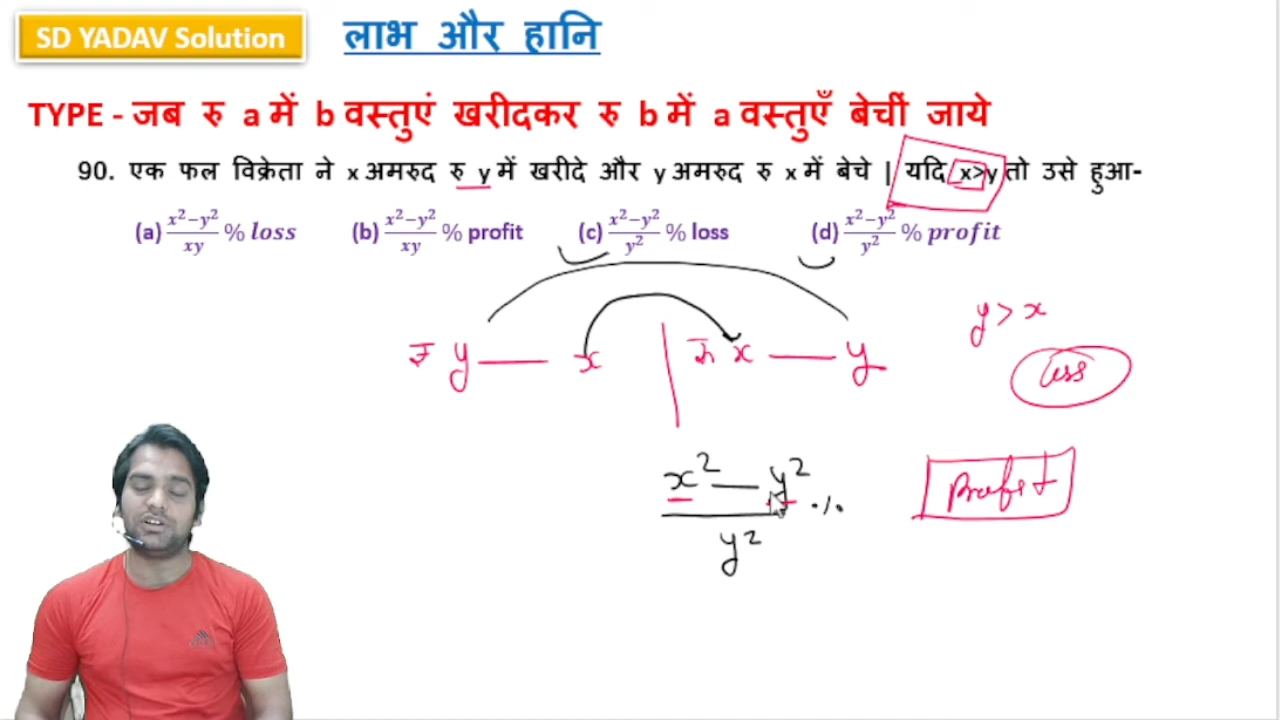 SD YADAV Solution
लाभ और हानि
TYPE - जब रु a में b वस्तुएं खरीदकर रु b में a वस्तुएँ बेचीं जाये
90. एक फल विक्रेता ने x अमरुद रु y में खरीदे और y अमरुद रु x में बेचे | यदि x>y तो उसे हुआ-
(a) x²−y²/xy % loss (b) x²−y²/xy % profit (c) x²−y²/y² % loss (d) x²−y²/y² % profit
y > x
रु y — x रु x — y
loss
x² — y² / y² %
Profit